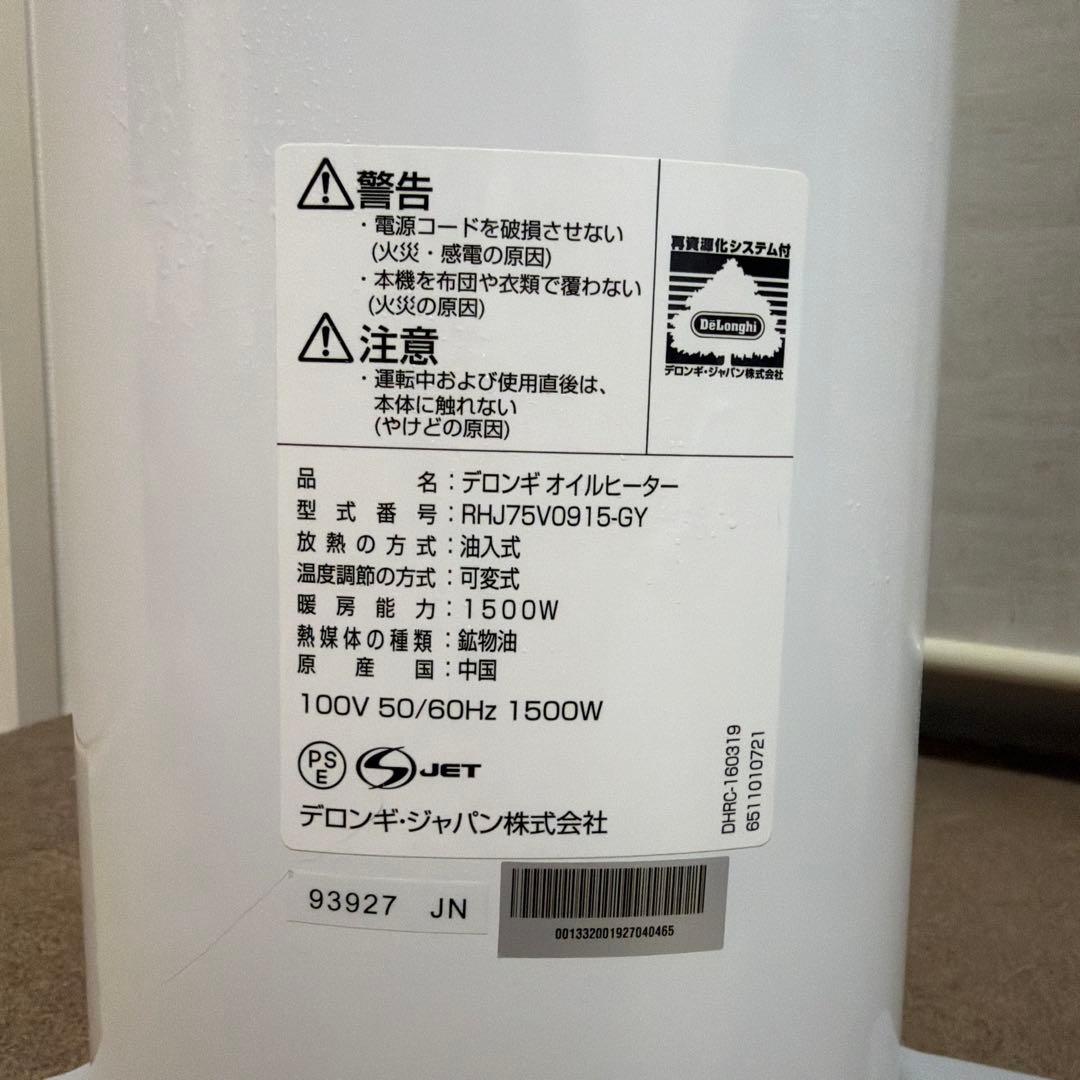 警告
・電源コードを破損させない
(火災・感電の原因)
・本機を布団や衣類で覆わない
(火災の原因)
注意
・運転中および使用直後は、
本体に触れない
(やけどの原因)
再資源化システム付
DeLonghi
デロンギ・ジャパン株式会社
品名：デロンギ オイルヒーター
型式番号：RHJ75V0915-GY
放熱の方式：油入式
温度調節の方式：可変式
暖房能力：1500W
熱媒体の種類：鉱物油
原産国：中国
100V 50/60Hz 1500W
PSE
JET
デロンギ・ジャパン株式会社
DHRC-160319
6511010721
93927 JN
001332001927040465